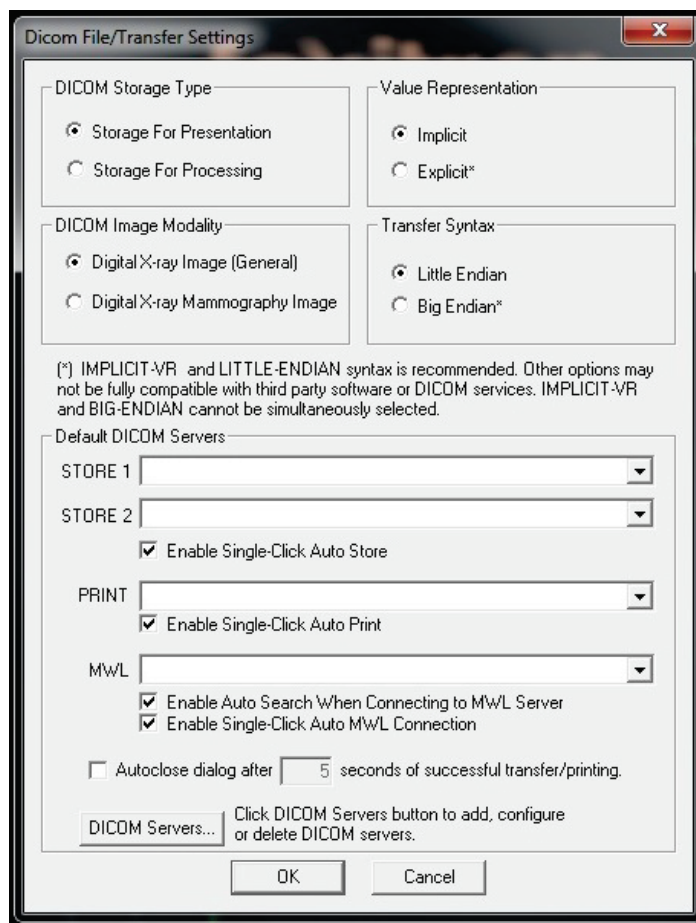 Dicom File/Transfer Settings
DICOM Storage Type
Storage For Presentation
Storage For Processing
Value Representation
Implicit
Explicit*
DICOM Image Modality
Digital X-ray Image (General)
Digital X-ray Mammography Image
Transfer Syntax
Little Endian
Big Endian*
(*) IMPLICIT-VR and LITTLE-ENDIAN syntax is recommended. Other options may
not be fully compatible with third party software or DICOM services. IMPLICIT-VR
and BIG-ENDIAN cannot be simultaneously selected.
Default DICOM Servers
STORE 1
STORE 2
Enable Single-Click Auto Store
PRINT
Enable Single-Click Auto Print
MWL
Enable Auto Search When Connecting to MWL Server
Enable Single-Click Auto MWL Connection
Autoclose dialog after 5 seconds of successful transfer/printing.
DICOM Servers...
Click DICOM Servers button to add, configure
or delete DICOM servers.
OK
Cancel